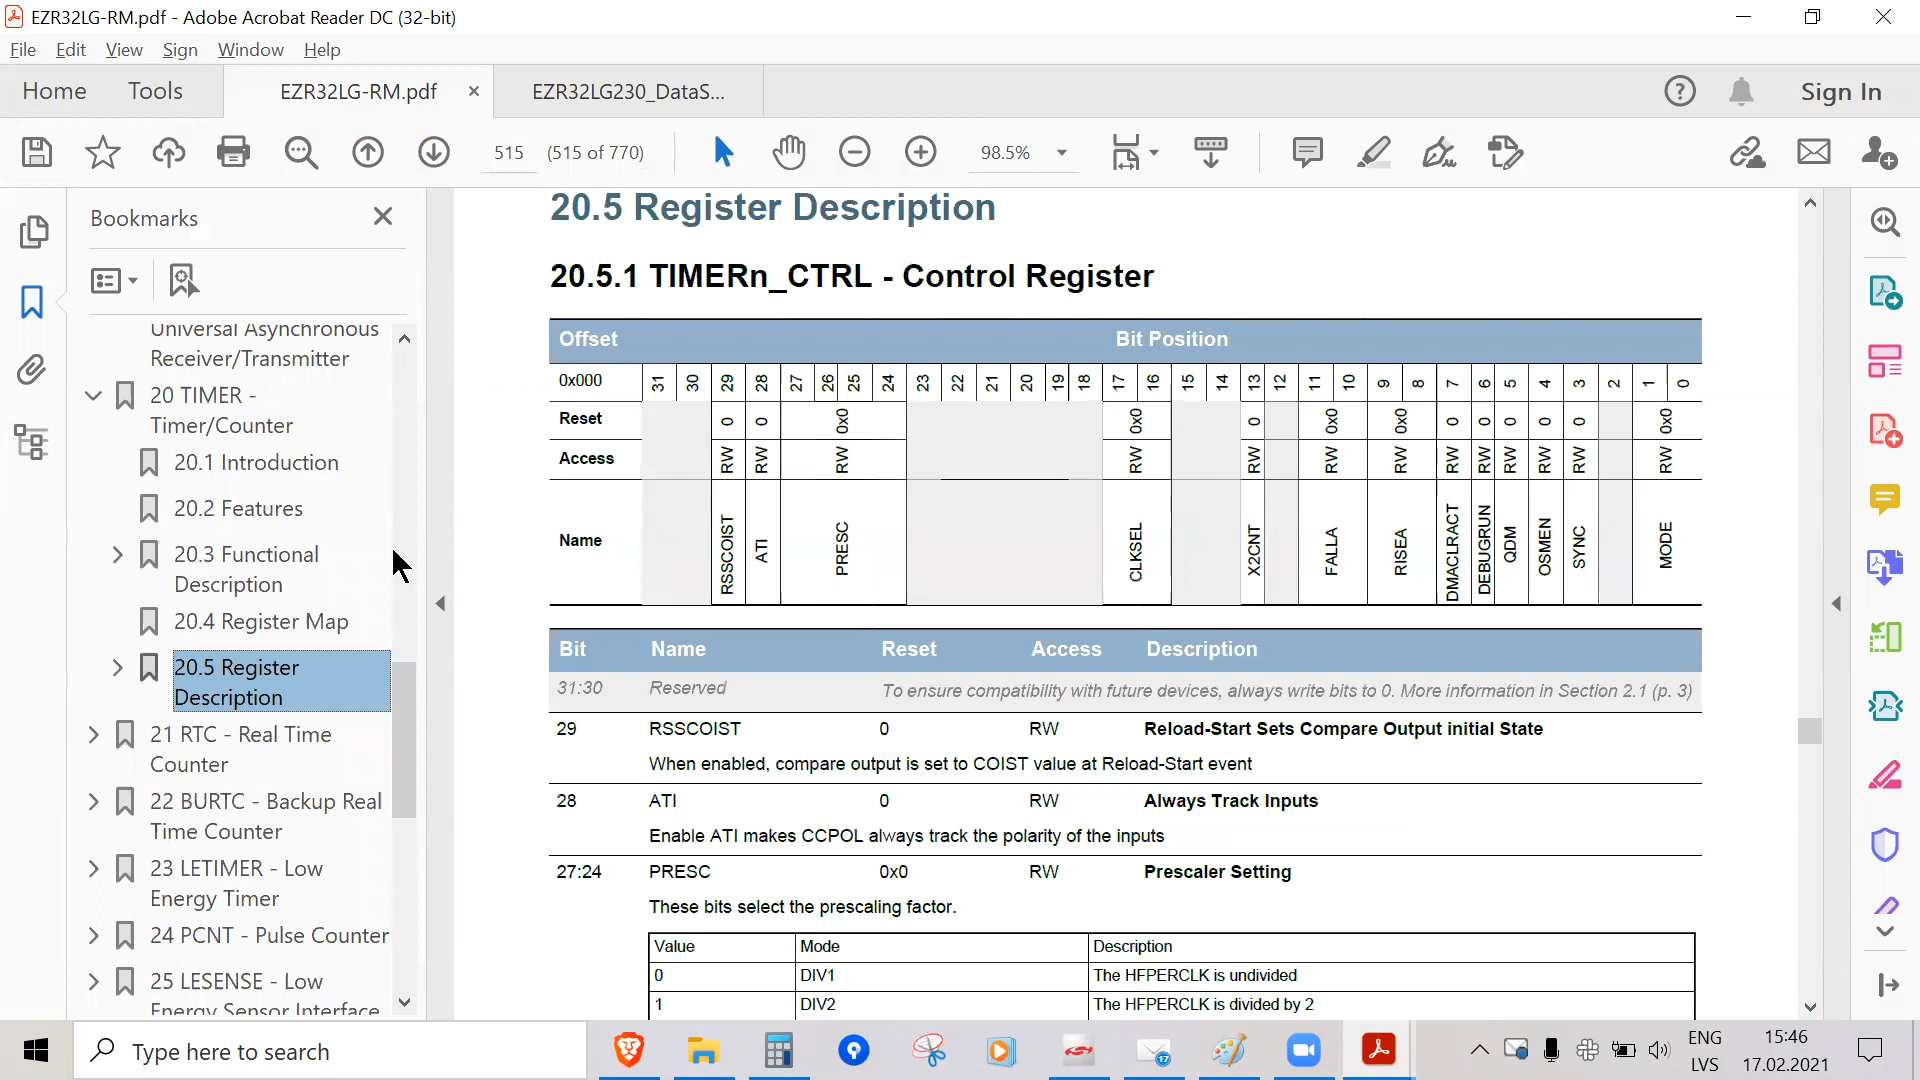 EZR32LG-RM.pdf - Adobe Acrobat Reader DC (32-bit)
File Edit View Sign Window Help
Home Tools EZR32LG-RM.pdf × EZR32LG230_DataS... Sign In
515 (515 of 770) 98.5%
Bookmarks
Universal Asynchronous
Receiver/Transmitter
20 TIMER -
Timer/Counter
20.1 Introduction
20.2 Features
20.3 Functional
Description
20.4 Register Map
20.5 Register
Description
21 RTC - Real Time
Counter
22 BURTC - Backup Real
Time Counter
23 LETIMER - Low
Energy Timer
24 PCNT - Pulse Counter
25 LESENSE - Low
Energy Sensor Interface
20.5 Register Description
20.5.1 TIMERn_CTRL - Control Register
Offset Bit Position
0x000 31 30 29 28 27 26 25 24 23 22 21 20 19 18 17 16 15 14 13 12 11 10 9 8 7 6 5 4 3 2 1 0
Reset 0 0 0x0 0x0 0 0x0 0x0 0 0 0 0 0 0x0
Access RW RW RW RW RW RW RW RW RW RW RW RW RW
Name RSSCOIST ATI PRESC CLKSEL X2CNT FALLA RISEA DMACLRACT DEBUGRUN QDM OSMEN SYNC MODE
Bit Name Reset Access Description
31:30 Reserved To ensure compatibility with future devices, always write bits to 0. More information in Section 2.1 (p. 3)
29 RSSCOIST 0 RW Reload-Start Sets Compare Output initial State
When enabled, compare output is set to COIST value at Reload-Start event
28 ATI 0 RW Always Track Inputs
Enable ATI makes CCPOL always track the polarity of the inputs
27:24 PRESC 0x0 RW Prescaler Setting
These bits select the prescaling factor.
Value Mode Description
0 DIV1 The HFPERCLK is undivided
1 DIV2 The HFPERCLK is divided by 2
Type here to search
17
ENG
LVS
15:46
17.02.2021